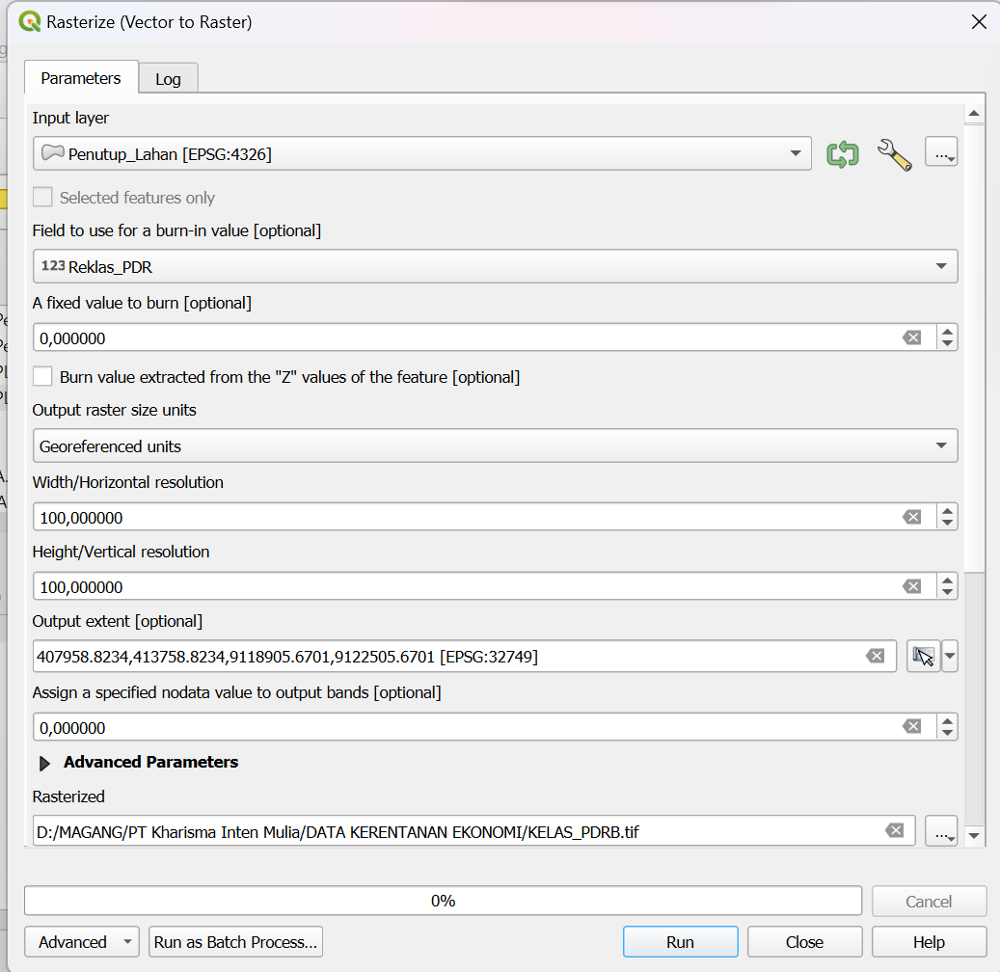 Rasterize (Vector to Raster)
Parameters
Log
Input layer
Penutup_Lahan [EPSG:4326]
...
Selected features only
Field to use for a burn-in value [optional]
123 Reklas_PDR
A fixed value to burn [optional]
0,000000
Burn value extracted from the "Z" values of the feature [optional]
Output raster size units
Georeferenced units
Width/Horizontal resolution
100,000000
Height/Vertical resolution
100,000000
Output extent [optional]
407958.8234,413758.8234,9118905.6701,9122505.6701 [EPSG:32749]
Assign a specified nodata value to output bands [optional]
0,000000
Advanced Parameters
Rasterized
D:/MAGANG/PT Kharisma Inten Mulia/DATA KERENTANAN EKONOMI/KELAS_PDRB.tif
...
0%
Cancel
Advanced
Run as Batch Process...
Run
Close
Help